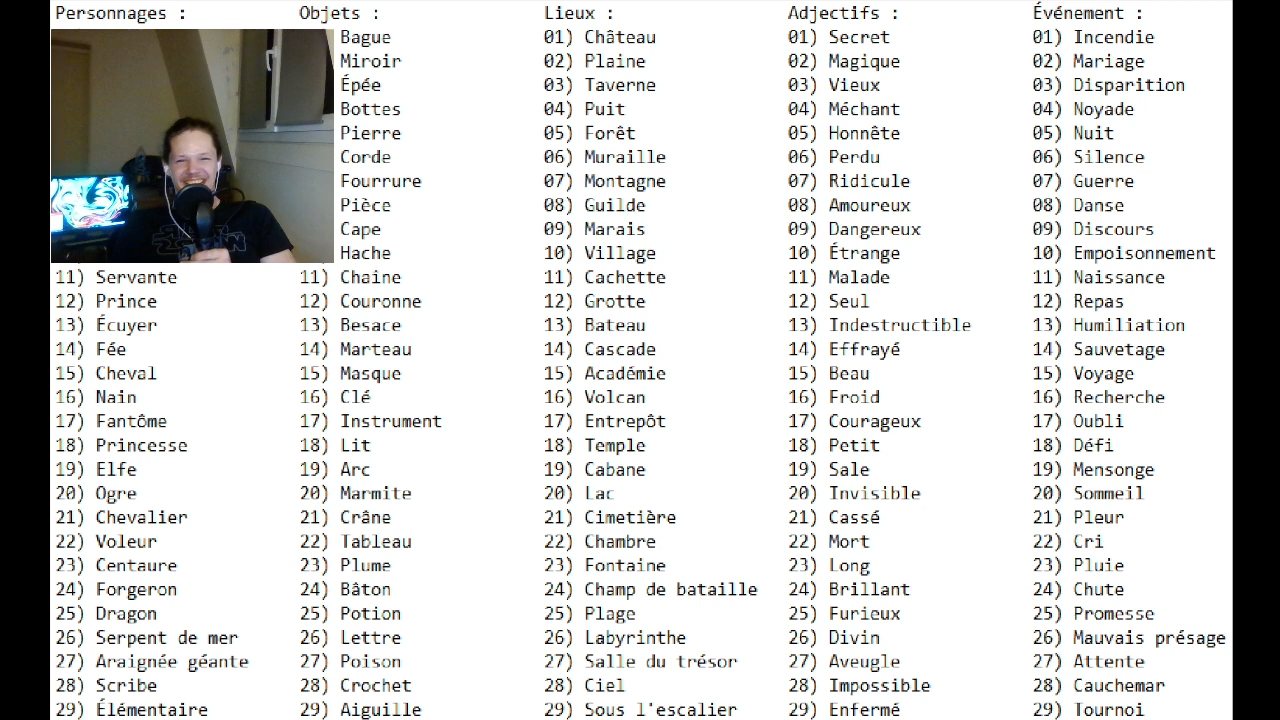 Personnages : Objets : Lieux : Adjectifs : Événement :
Bague 01) Château 01) Secret 01) Incendie
Miroir 02) Plaine 02) Magique 02) Mariage
Épée 03) Taverne 03) Vieux 03) Disparition
Bottes 04) Puit 04) Méchant 04) Noyade
Pierre 05) Forêt 05) Honnête 05) Nuit
Corde 06) Muraille 06) Perdu 06) Silence
Fourrure 07) Montagne 07) Ridicule 07) Guerre
Pièce 08) Guilde 08) Amoureux 08) Danse
Cape 09) Marais 09) Dangereux 09) Discours
Hache 10) Village 10) Étrange 10) Empoisonnement
11) Servante 11) Chaine 11) Cachette 11) Malade 11) Naissance
12) Prince 12) Couronne 12) Grotte 12) Seul 12) Repas
13) Écuyer 13) Besace 13) Bateau 13) Indestructible 13) Humiliation
14) Fée 14) Marteau 14) Cascade 14) Effrayé 14) Sauvetage
15) Cheval 15) Masque 15) Académie 15) Beau 15) Voyage
16) Nain 16) Clé 16) Volcan 16) Froid 16) Recherche
17) Fantôme 17) Instrument 17) Entrepôt 17) Courageux 17) Oubli
18) Princesse 18) Lit 18) Temple 18) Petit 18) Défi
19) Elfe 19) Arc 19) Cabane 19) Sale 19) Mensonge
20) Ogre 20) Marmite 20) Lac 20) Invisible 20) Sommeil
21) Chevalier 21) Crâne 21) Cimetière 21) Cassé 21) Pleur
22) Voleur 22) Tableau 22) Chambre 22) Mort 22) Cri
23) Centaure 23) Plume 23) Fontaine 23) Long 23) Pluie
24) Forgeron 24) Bâton 24) Champ de bataille 24) Brillant 24) Chute
25) Dragon 25) Potion 25) Plage 25) Furieux 25) Promesse
26) Serpent de mer 26) Lettre 26) Labyrinthe 26) Divin 26) Mauvais présage
27) Araignée géante 27) Poison 27) Salle du trésor 27) Aveugle 27) Attente
28) Scribe 28) Crochet 28) Ciel 28) Impossible 28) Cauchemar
29) Élémentaire 29) Aiguille 29) Sous l'escalier 29) Enfermé 29) Tournoi